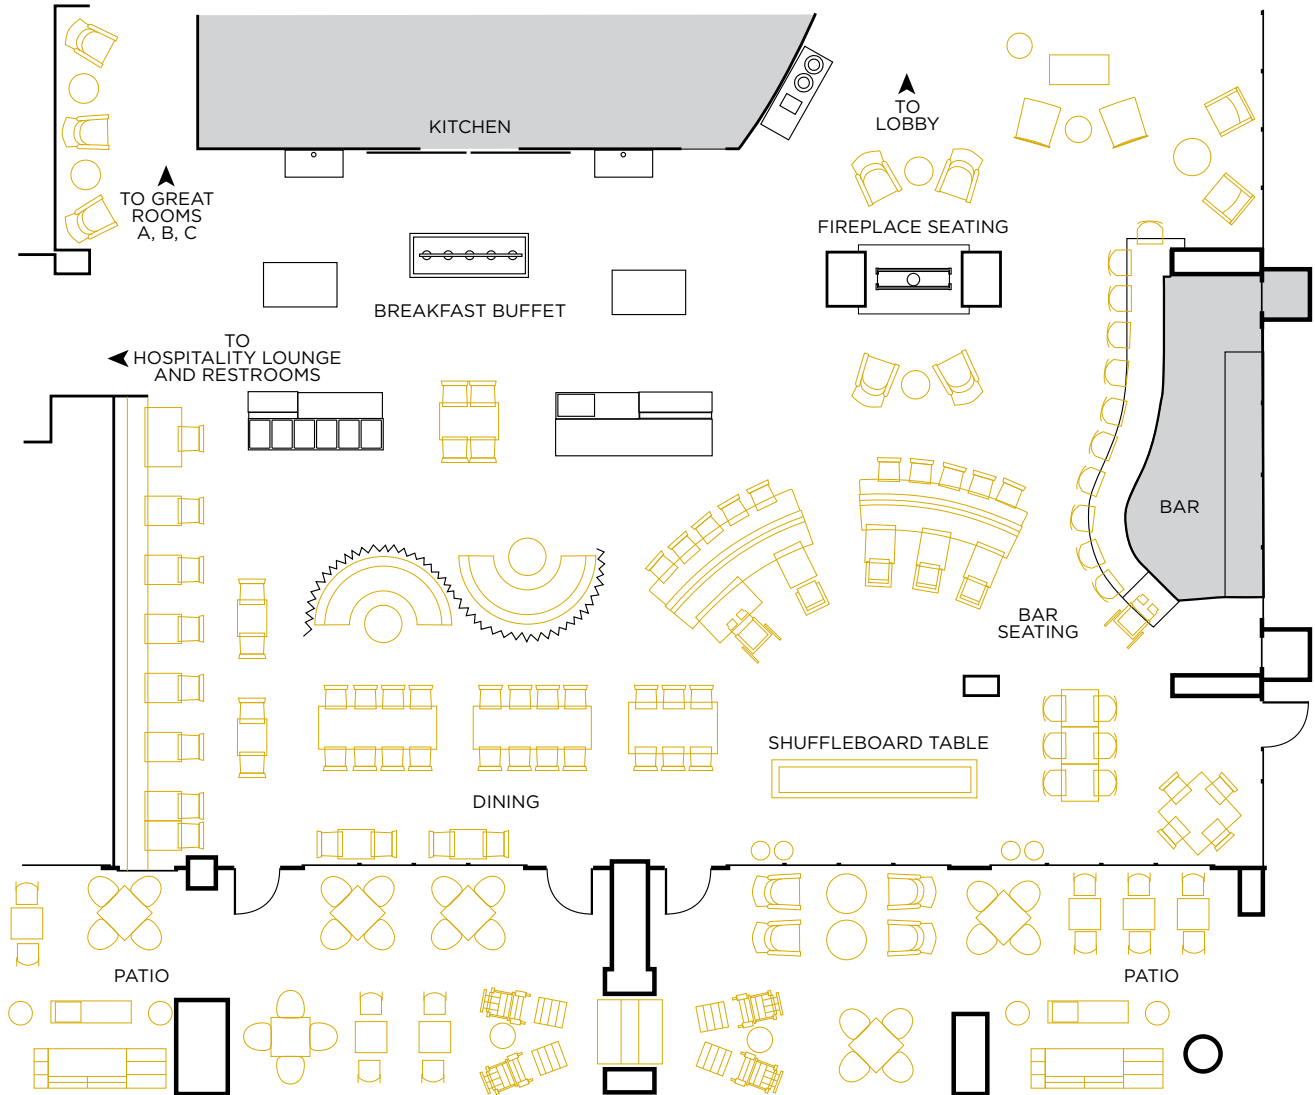 KITCHEN
TO
LOBBY
TO GREAT
ROOMS
A, B, C
FIREPLACE SEATING
BREAKFAST BUFFET
TO
HOSPITALITY LOUNGE
AND RESTROOMS
BAR
BAR
SEATING
SHUFFLEBOARD TABLE
DINING
PATIO
PATIO